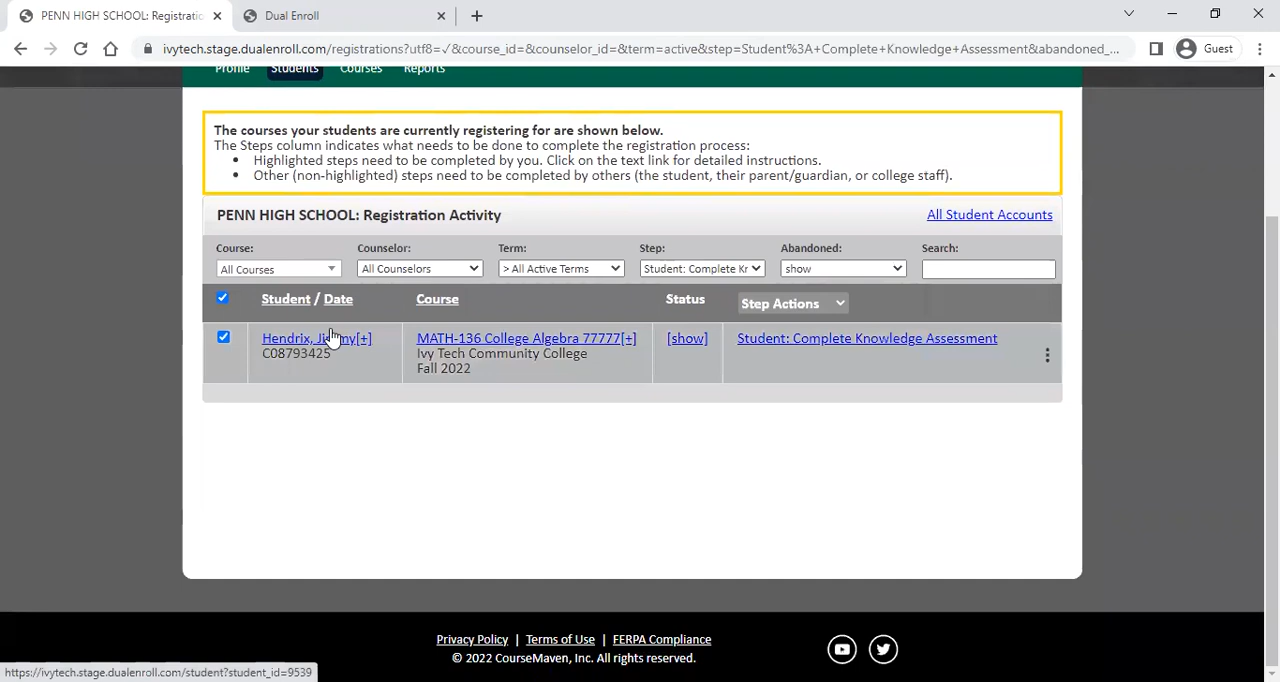 PENN HIGH SCHOOL: Registratio
Dual Enroll
ivytech.stage.dualenroll.com/registrations?utf8=✓&course_id=&counselor_id=&term=active&step=Student%3A+Complete+Knowledge+Assessment&abandoned_...
Guest
Profile Students Courses Reports
The courses your students are currently registering for are shown below.
The Steps column indicates what needs to be done to complete the registration process:
• Highlighted steps need to be completed by you. Click on the text link for detailed instructions.
• Other (non-highlighted) steps need to be completed by others (the student, their parent/guardian, or college staff).
PENN HIGH SCHOOL: Registration Activity
All Student Accounts
Course: Counselor: Term: Step: Abandoned: Search:
All Courses All Counselors > All Active Terms Student: Complete Kr show
Student / Date Course Status Step Actions
Hendrix, [+] MATH-136 College Algebra 77777[+] [show] Student: Complete Knowledge Assessment
C08793425 Ivy Tech Community College
Fall 2022
Privacy Policy | Terms of Use | FERPA Compliance
© 2022 CourseMaven, Inc. All rights reserved.
https://ivytech.stage.dualenroll.com/student?student_id=9539